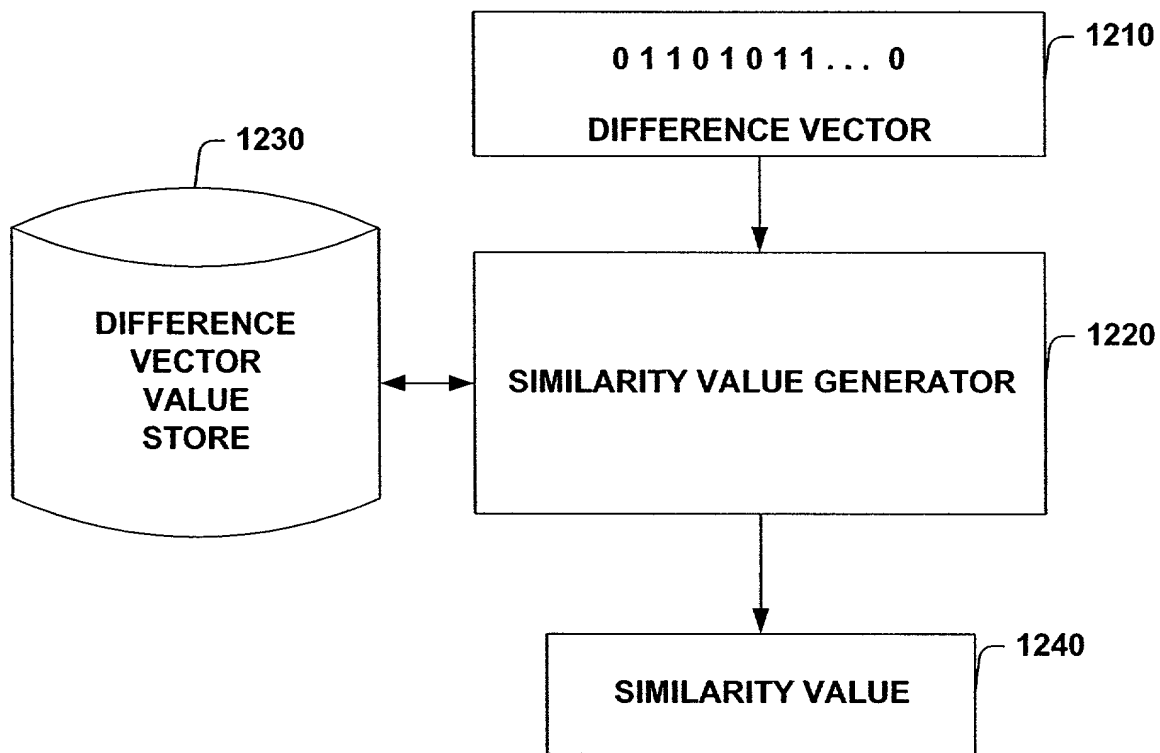 1210
0 1 1 0 1 0 1 1 . . . 0
DIFFERENCE VECTOR
1230
DIFFERENCE
VECTOR
VALUE
STORE
1220
SIMILARITY VALUE GENERATOR
1240
SIMILARITY VALUE